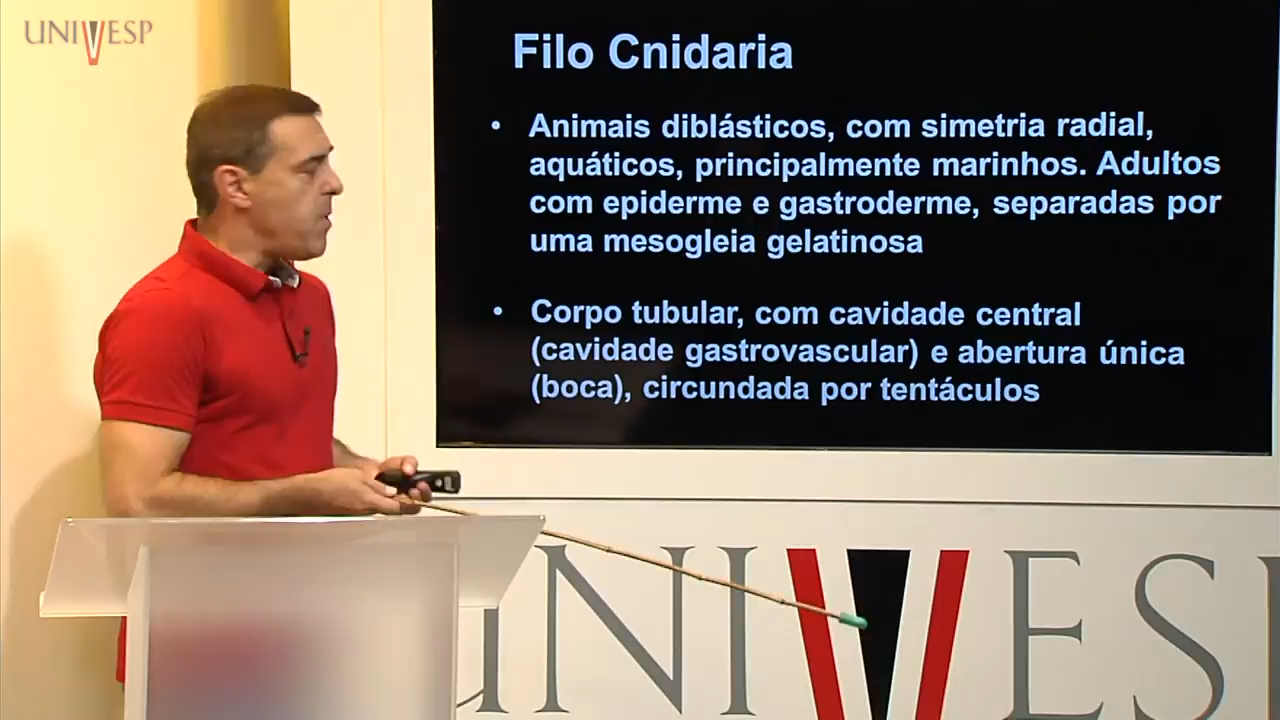 UNIVESP
Filo Cnidaria
• Animais diblásticos, com simetria radial,
aquáticos, principalmente marinhos. Adultos
com epiderme e gastroderme, separadas por
uma mesogleia gelatinosa
• Corpo tubular, com cavidade central
(cavidade gastrovascular) e abertura única
(boca), circundada por tentáculos
UNIVESP